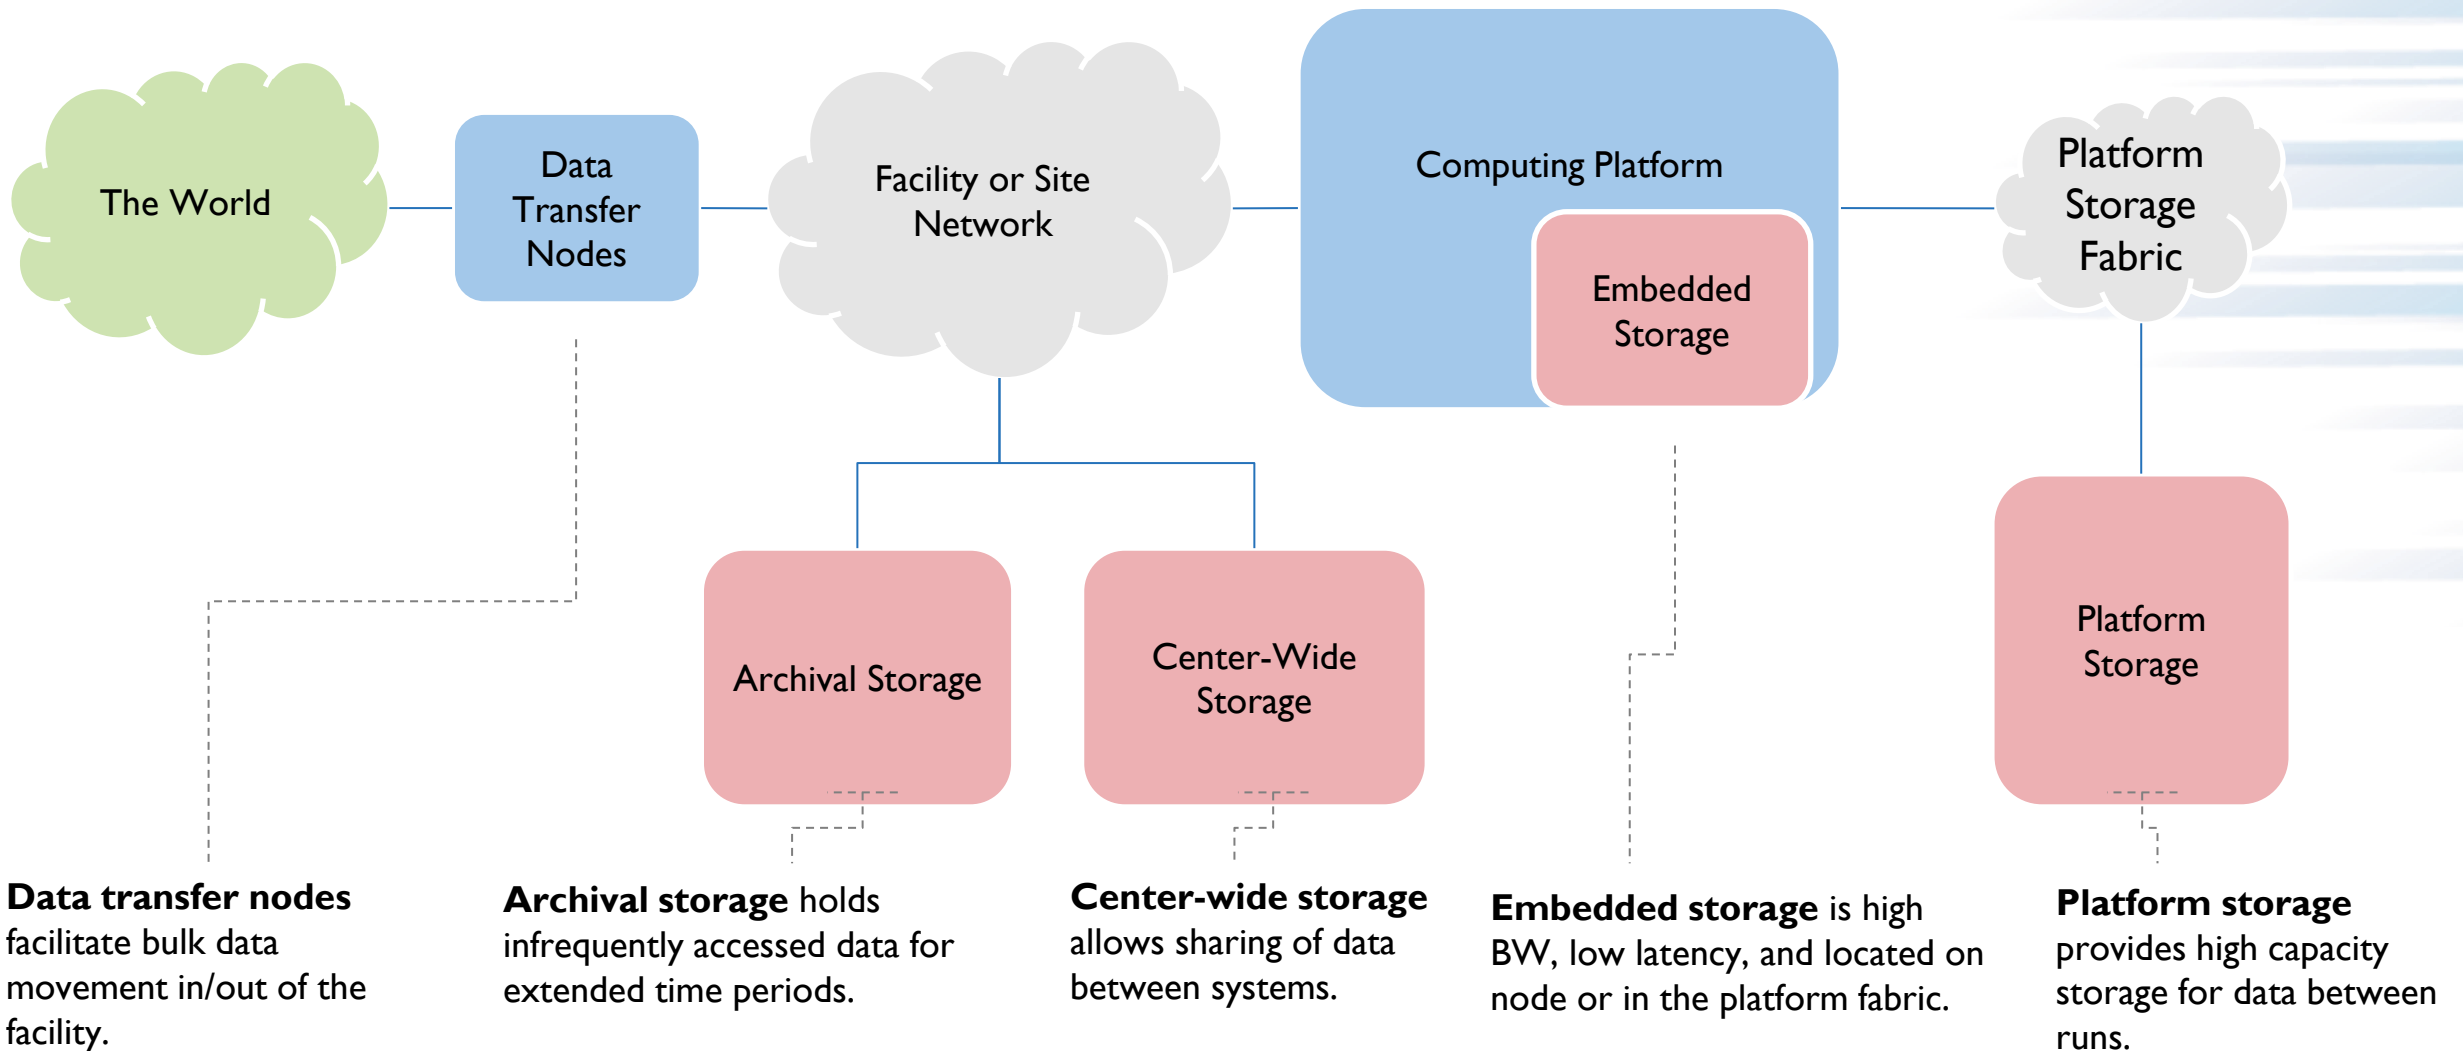 The World
Data
Transfer
Nodes
Facility or Site
Network
Computing Platform
Embedded
Storage
Platform
Storage
Fabric
Archival Storage
Center-Wide
Storage
Platform
Storage
Data transfer nodes
facilitate bulk data
movement in/out of the
facility.
Archival storage holds
infrequently accessed data for
extended time periods.
Center-wide storage
allows sharing of data
between systems.
Embedded storage is high
BW, low latency, and located on
node or in the platform fabric.
Platform storage
provides high capacity
storage for data between
runs.